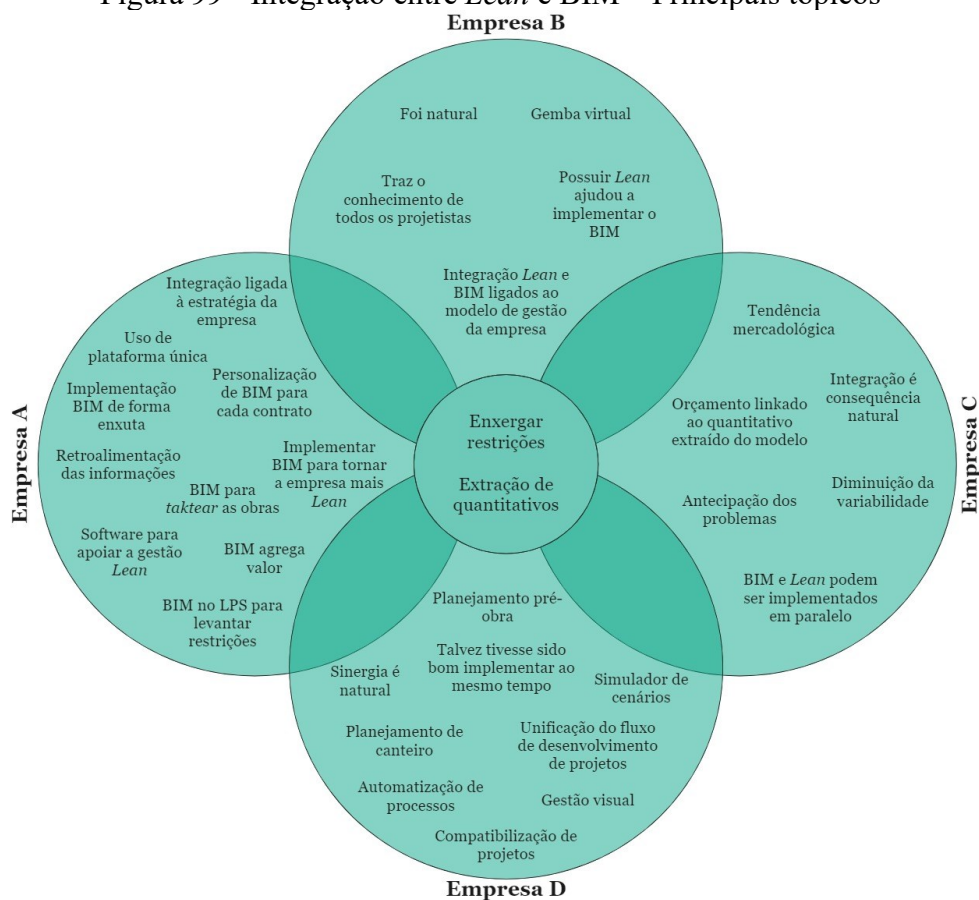 Figura 99 - Integração entre Lean e BIM – Principais tópicos
Empresa B
Foi natural
Gemba virtual
Traz o
conhecimento de
todos os projetistas
Possuir Lean
ajudou a
implementar o
BIM
Integração Lean e
BIM ligados ao
modelo de gestão
da empresa
Empresa A
Integração ligada
à estratégia da
empresa
Uso de
plataforma única
Implementação
BIM de forma
enxuta
Personalização
de BIM para
cada contrato
Retroalimentação
das informações
Implementar
BIM para tornar
a empresa mais
Lean
BIM para
taktear as obras
Software para
apoiar a gestão
Lean
BIM agrega
valor
BIM no LPS para
levantar
restrições
Enxergar
restrições
Extração de
quantitativos
Tendência
mercadológica
Integração é
consequência
natural
Orçamento linkado
ao quantitativo
extraído do modelo
Diminuição da
variabilidade
Antecipação dos
problemas
BIM e Lean podem
ser implementados
em paralelo
Empresa C
Planejamento pré-
obra
Talvez tivesse sido
bom implementar ao
mesmo tempo
Sinergia é
natural
Simulador de
cenários
Planejamento de
canteiro
Unificação do fluxo
de desenvolvimento
de projetos
Automatização de
processos
Gestão visual
Compatibilização de
projetos
Empresa D